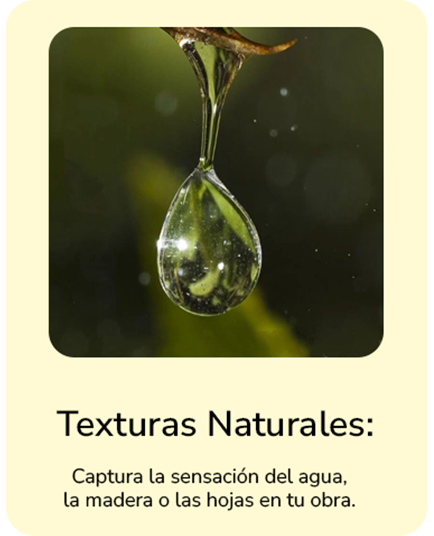 Texturas Naturales:
Captura la sensación del agua,
la madera o las hojas en tu obra.